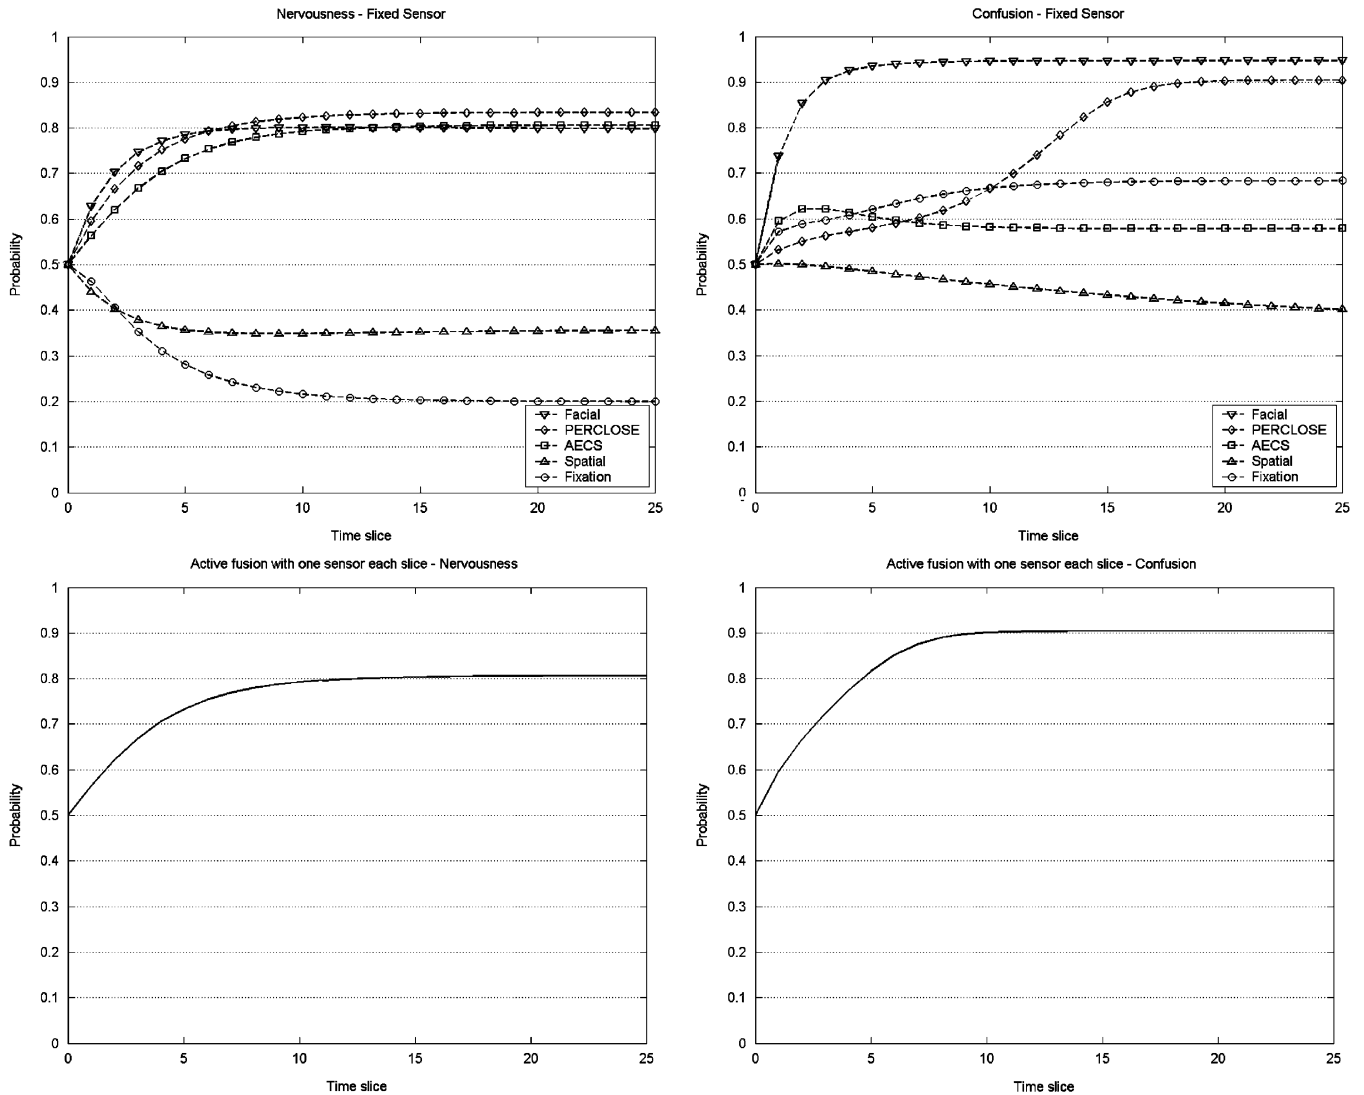 Nervousness - Fixed Sensor
1
0.9
0.8
0.7
0.6
0.5
0.4
0.3
0.2
0.1
0
Probability
0 5 10 15 20 25
Time slice
Facial
PERCLOSE
AECS
Spatial
Fixation
Confusion - Fixed Sensor
1
0.9
0.8
0.7
0.6
0.5
0.4
0.3
0.2
0.1
0
Probability
0 5 10 15 20 25
Time slice
Facial
PERCLOSE
AECS
Spatial
Fixation
Active fusion with one sensor each slice - Nervousness
1
0.9
0.8
0.7
0.6
0.5
0.4
0.3
0.2
0.1
0
Probability
0 5 10 15 20 25
Time slice
Active fusion with one sensor each slice - Confusion
1
0.9
0.8
0.7
0.6
0.5
0.4
0.3
0.2
0.1
0
Probability
0 5 10 15 20 25
Time slice